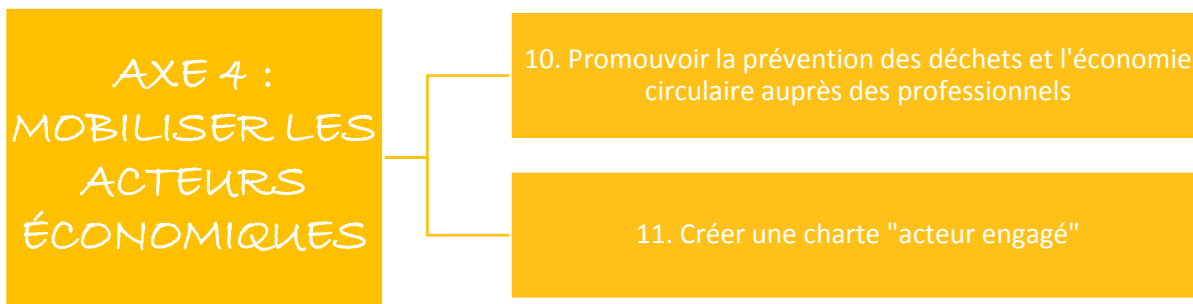 AXE 4 :
MOBILISER LES
ACTEURS
ÉCONOMIQUES
10. Promouvoir la prévention des déchets et l'économie
circulaire auprès des professionnels
11. Créer une charte "acteur engagé"